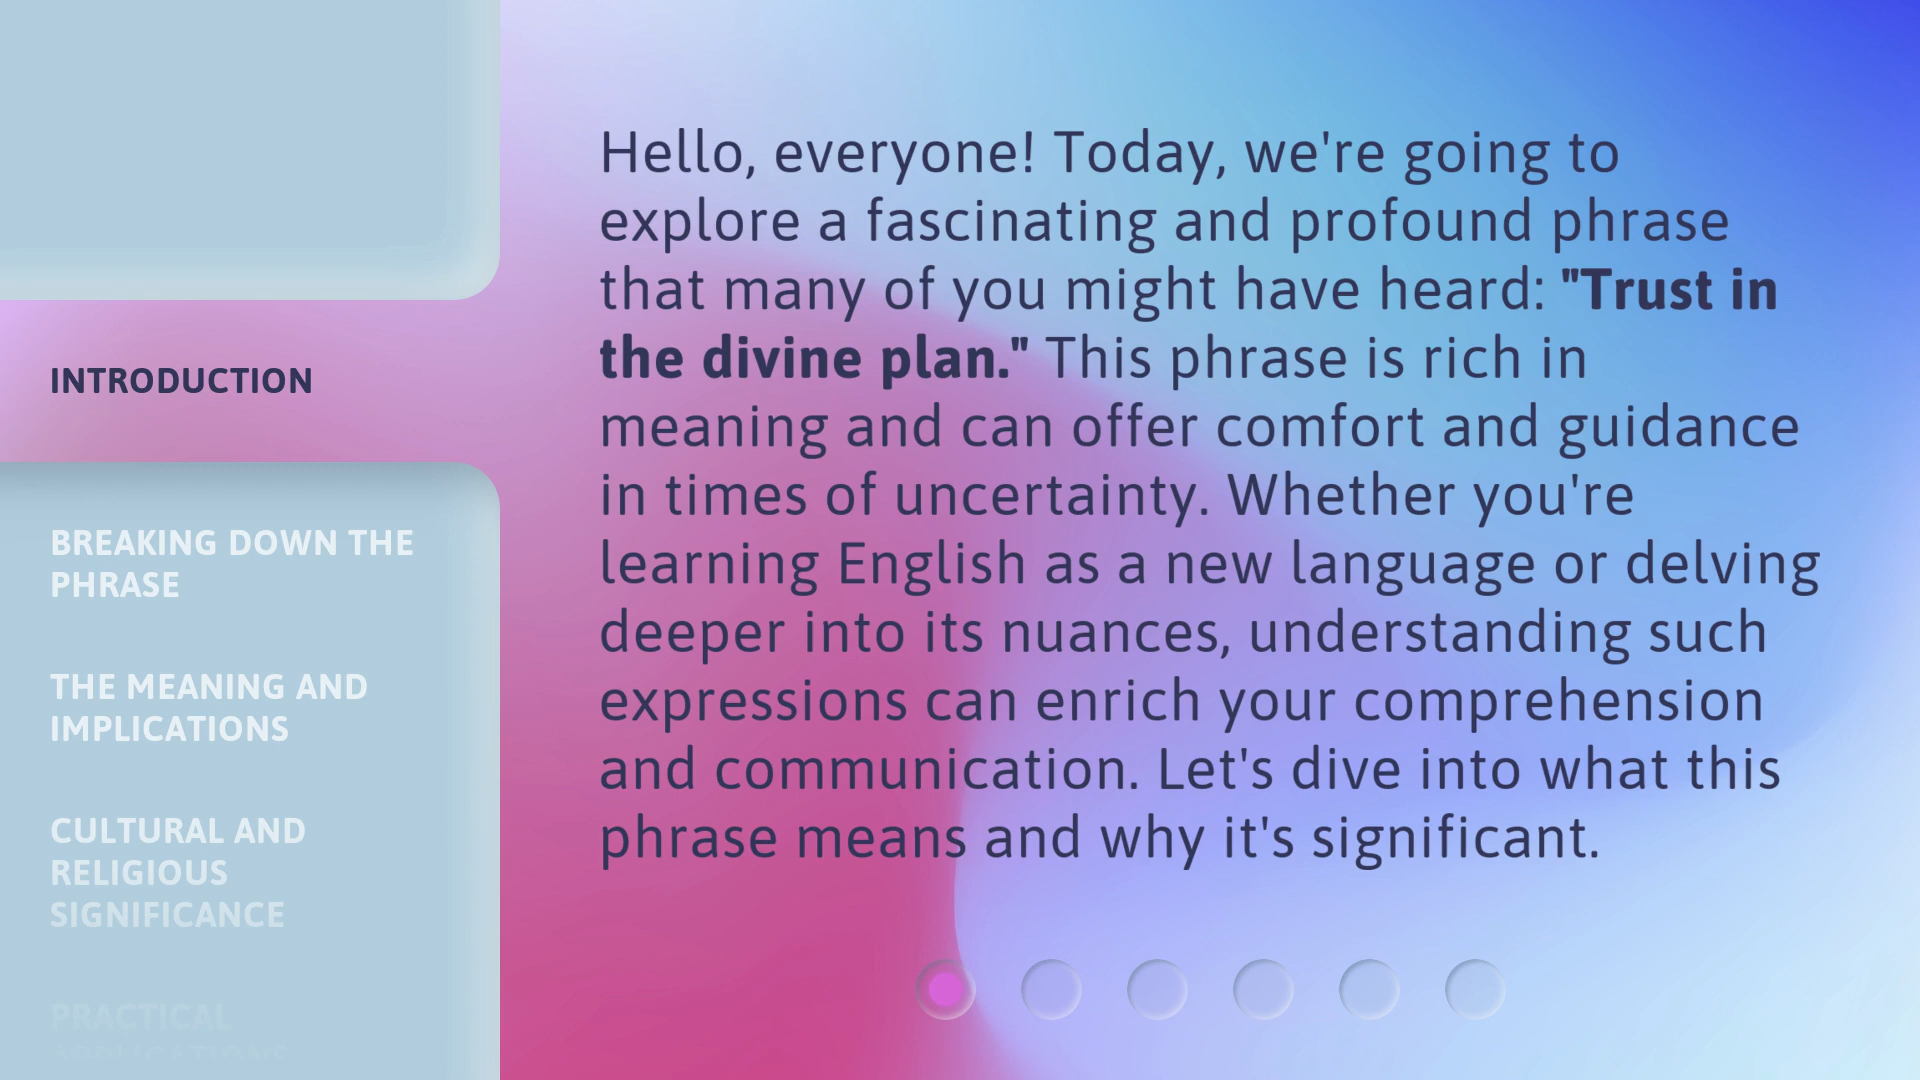 INTRODUCTION
BREAKING DOWN THE
PHRASE
THE MEANING AND
IMPLICATIONS
CULTURAL AND
RELIGIOUS
SIGNIFICANCE
PRACTICAL
APPLICATIONS
Hello, everyone! Today, we're going to
explore a fascinating and profound phrase
that many of you might have heard: "Trust in
the divine plan." This phrase is rich in
meaning and can offer comfort and guidance
in times of uncertainty. Whether you're
learning English as a new language or delving
deeper into its nuances, understanding such
expressions can enrich your comprehension
and communication. Let's dive into what this
phrase means and why it's significant.